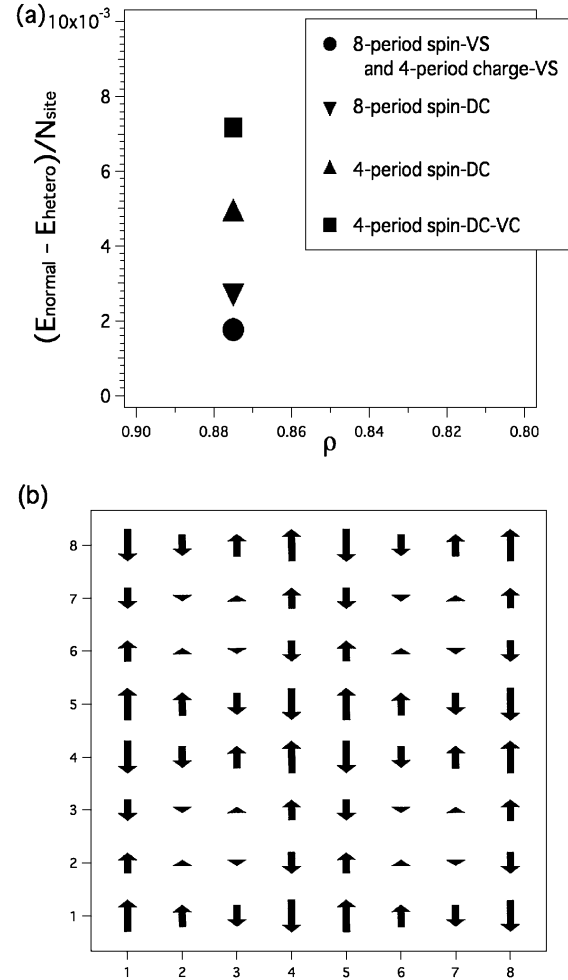 (a)
10x10⁻³
8
6
4
2
0
(Enormal - Ehetero)/Nsite
8-period spin-VS
and 4-period charge-VS
8-period spin-DC
4-period spin-DC
4-period spin-DC-VC
0.90 0.88 0.86 0.84 0.82 0.80
ρ
(b)
8
7
6
5
4
3
2
1
1 2 3 4 5 6 7 8